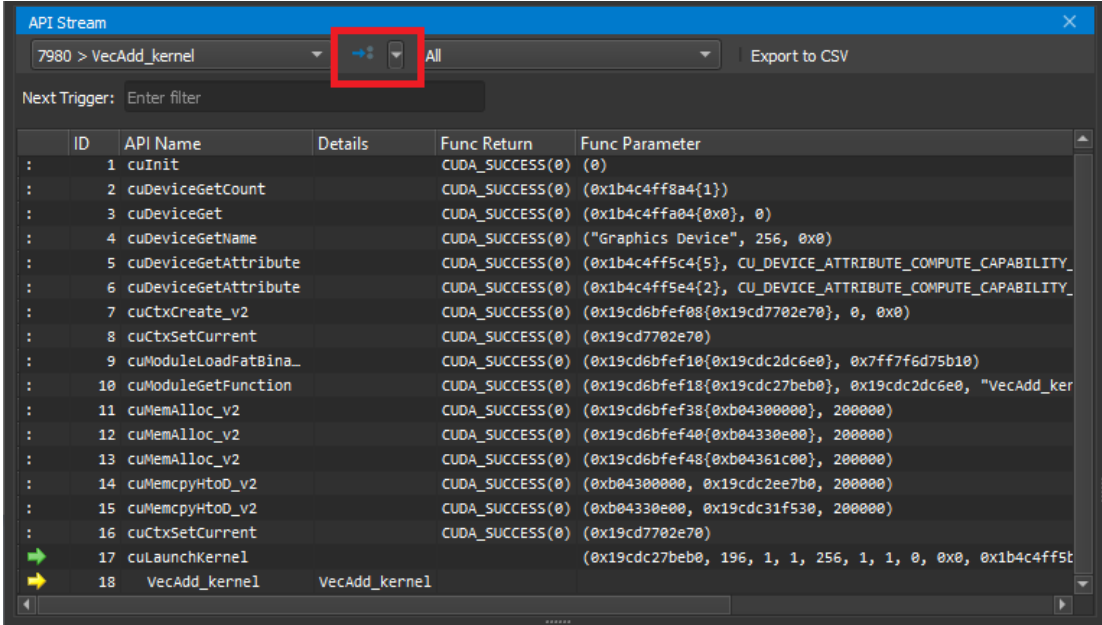 API Stream
7980 > VecAdd_kernel All Export to CSV
Next Trigger: Enter filter
ID API Name Details Func Return Func Parameter
: 1 cuInit CUDA_SUCCESS(0) (0)
: 2 cuDeviceGetCount CUDA_SUCCESS(0) (0x1b4c4ff8a4{1})
: 3 cuDeviceGet CUDA_SUCCESS(0) (0x1b4c4ffa04{0x0}, 0)
: 4 cuDeviceGetName CUDA_SUCCESS(0) ("Graphics Device", 256, 0x0)
: 5 cuDeviceGetAttribute CUDA_SUCCESS(0) (0x1b4c4ff5c4{5}, CU_DEVICE_ATTRIBUTE_COMPUTE_CAPABILITY_
: 6 cuDeviceGetAttribute CUDA_SUCCESS(0) (0x1b4c4ff5e4{2}, CU_DEVICE_ATTRIBUTE_COMPUTE_CAPABILITY_
: 7 cuCtxCreate_v2 CUDA_SUCCESS(0) (0x19cd6bfef08{0x19cd7702e70}, 0, 0x0)
: 8 cuCtxSetCurrent CUDA_SUCCESS(0) (0x19cd7702e70)
: 9 cuModuleLoadFatBina… CUDA_SUCCESS(0) (0x19cd6bfef10{0x19cdc2dc6e0}, 0x7ff7f6d75b10)
: 10 cuModuleGetFunction CUDA_SUCCESS(0) (0x19cd6bfef18{0x19cdc27beb0}, 0x19cdc2dc6e0, "VecAdd_ker
: 11 cuMemAlloc_v2 CUDA_SUCCESS(0) (0x19cd6bfef38{0xb04300000}, 200000)
: 12 cuMemAlloc_v2 CUDA_SUCCESS(0) (0x19cd6bfef40{0xb04330e00}, 200000)
: 13 cuMemAlloc_v2 CUDA_SUCCESS(0) (0x19cd6bfef48{0xb04361c00}, 200000)
: 14 cuMemcpyHtoD_v2 CUDA_SUCCESS(0) (0xb04300000, 0x19cdc2ee7b0, 200000)
: 15 cuMemcpyHtoD_v2 CUDA_SUCCESS(0) (0xb04330e00, 0x19cdc31f530, 200000)
: 16 cuCtxSetCurrent CUDA_SUCCESS(0) (0x19cd7702e70)
17 cuLaunchKernel (0x19cdc27beb0, 196, 1, 1, 256, 1, 1, 0, 0x0, 0x1b4c4ff5b
18 VecAdd_kernel VecAdd_kernel